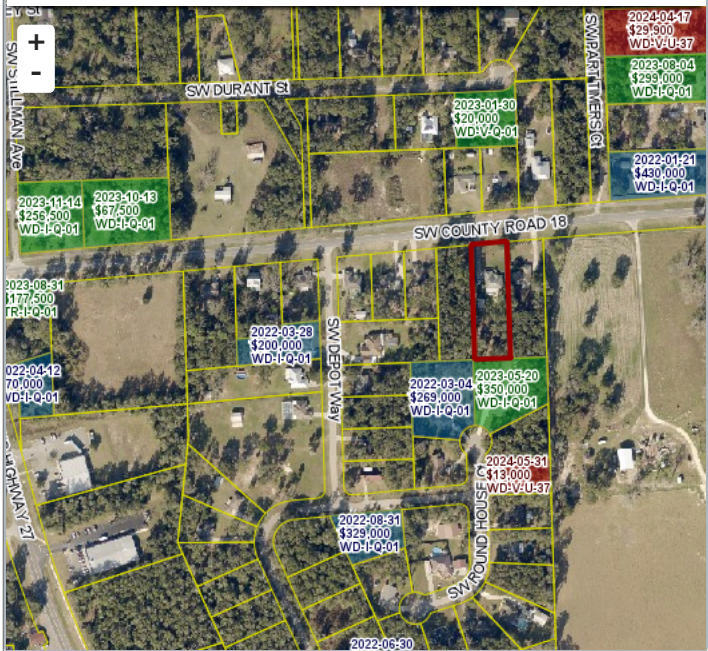 +
-
SW DURANT St
SW PART TIMERS Ct
2024-04-17
$29,900
WD-V-U-37
2023-08-04
$299,000
WD-I-Q-01
2023-01-30
$20,000
WD-V-Q-01
2022-01-21
$430,000
WD-I-Q-01
2023-11-14
$256,500
WD-I-Q-01
2023-10-13
$67,500
WD-I-Q-01
SW COUNTY ROAD 18
2023-08-31
$177,500
TR-I-Q-01
2022-03-28
$200,000
WD-I-Q-01
SW DEPOT Way
2022-04-12
70,000
WD-I-Q-01
2022-03-04
$269,000
WD-I-Q-01
2023-05-20
$350,000
WD-I-Q-01
2024-05-31
$13,000
WD-V-U-37
HIGHWAY 27
2022-08-31
$329,000
WD-I-Q-01
SW ROUND HOUSE C
2022-06-30